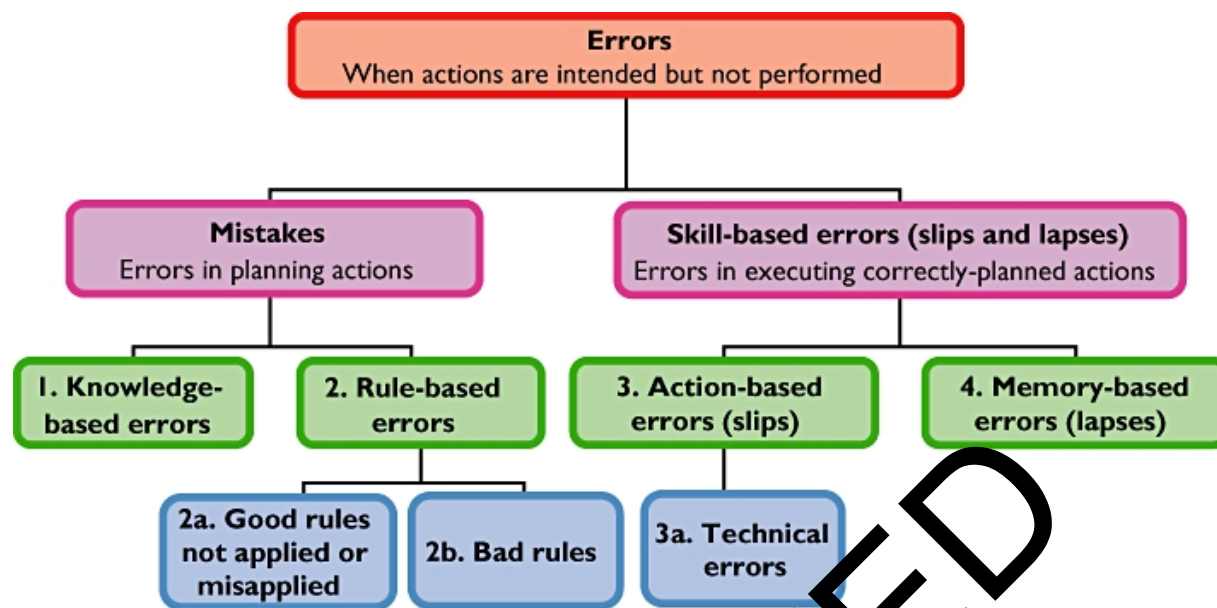 Errors
When actions are intended but not performed
Mistakes
Errors in planning actions
Skill-based errors (slips and lapses)
Errors in executing correctly-planned actions
1. Knowledge-
based errors
2. Rule-based
errors
3. Action-based
errors (slips)
4. Memory-based
errors (lapses)
2a. Good rules
not applied or
misapplied
2b. Bad rules
3a. Technical
errors
ED